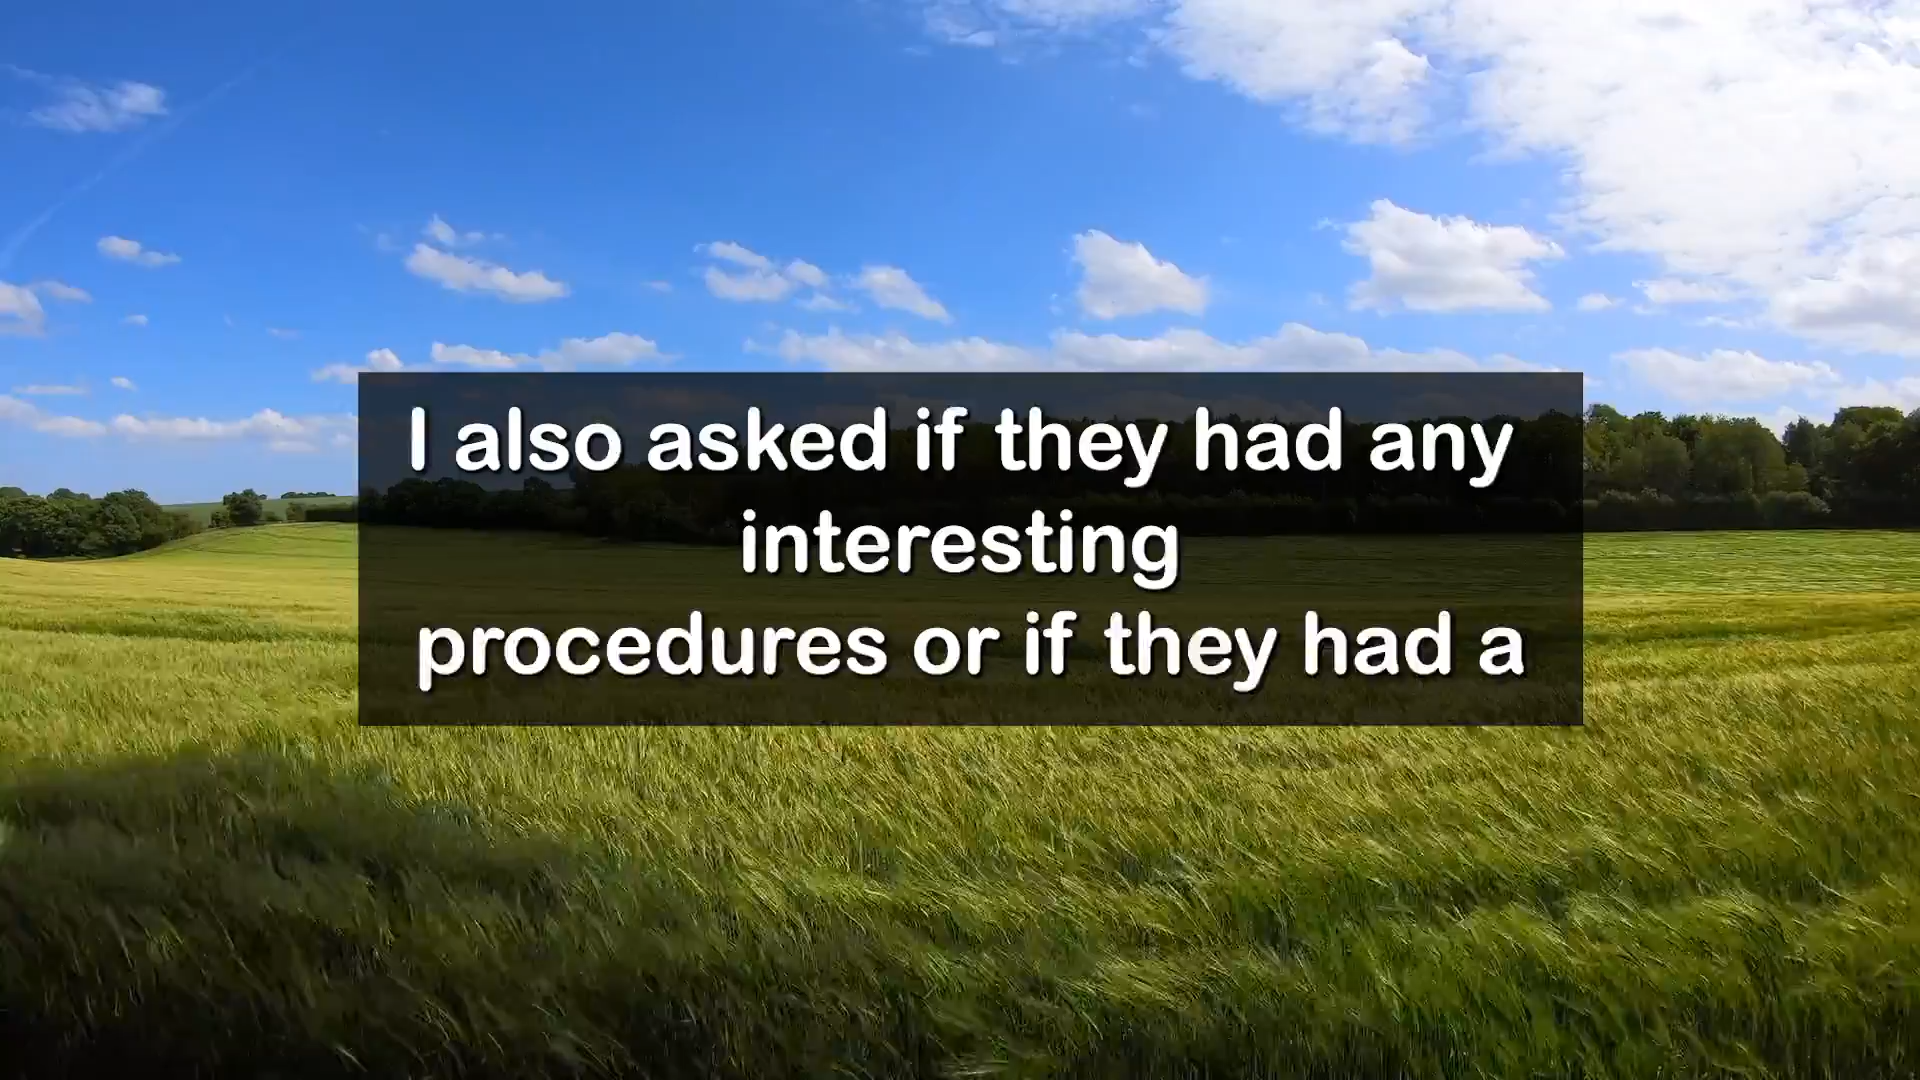 I also asked if they had any
interesting
procedures or if they had a